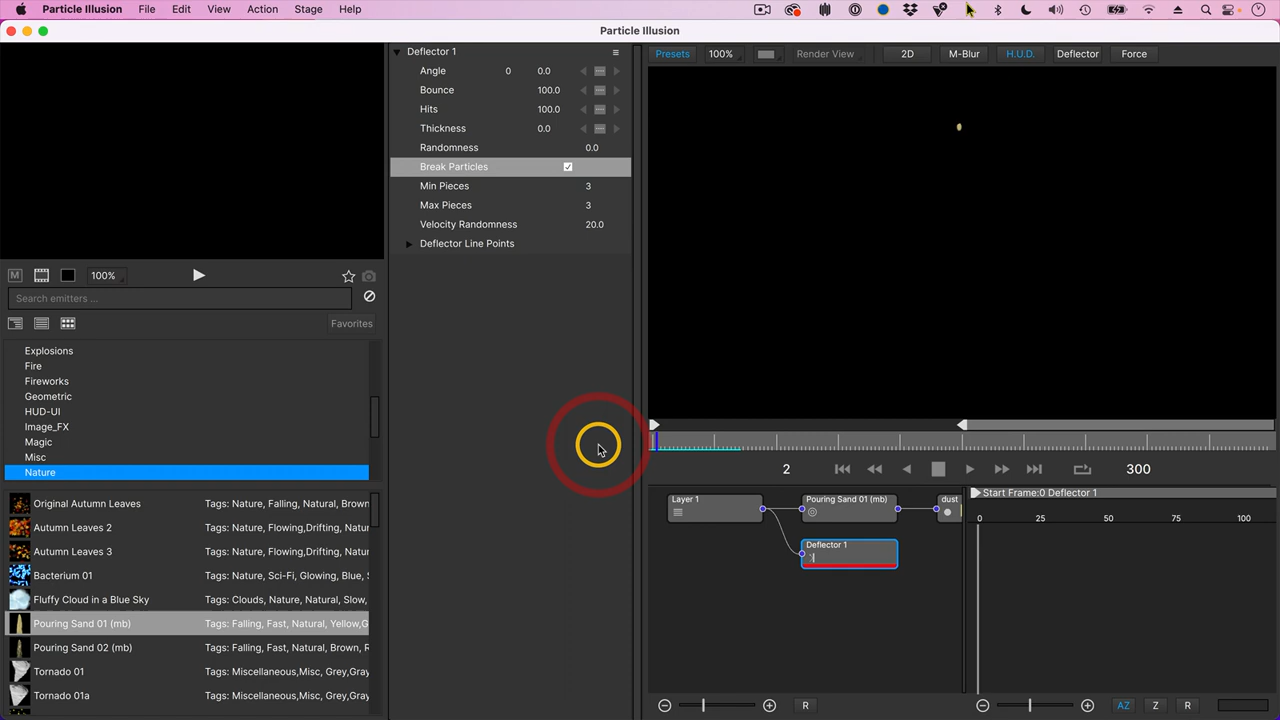 Particle Illusion File Edit View Action Stage Help
Particle Illusion
Deflector 1
Angle 0 0.0
Bounce 100.0
Hits 100.0
Thickness 0.0
Randomness 0.0
Break Particles
Min Pieces 3
Max Pieces 3
Velocity Randomness 20.0
Deflector Line Points
Presets 100% Render View 2D M-Blur H.U.D. Deflector Force
M 100%
Search emitters ...
Favorites
Explosions
Fire
Fireworks
Geometric
HUD-UI
Image_FX
Magic
Misc
Nature
Original Autumn Leaves Tags: Nature, Falling, Natural, Brown,
Autumn Leaves 2 Tags: Nature, Flowing,Drifting, Natur
Autumn Leaves 3 Tags: Nature, Flowing,Drifting, Natur
Bacterium 01 Tags: Nature, Sci-Fi, Glowing, Blue,
Fluffy Cloud in a Blue Sky Tags: Clouds, Nature, Natural, Slow,
Pouring Sand 01 (mb) Tags: Falling, Fast, Natural, Yellow,G
Pouring Sand 02 (mb) Tags: Falling, Fast, Natural, Brown, R
Tornado 01 Tags: Miscellaneous,Misc, Grey,Gray
Tornado 01a Tags: Miscellaneous,Misc, Grey,Gray
2 300
Layer 1 Pouring Sand 01 (mb) dust
Deflector 1
Start Frame:0 Deflector 1
0 25 50 75 100
R AZ Z R